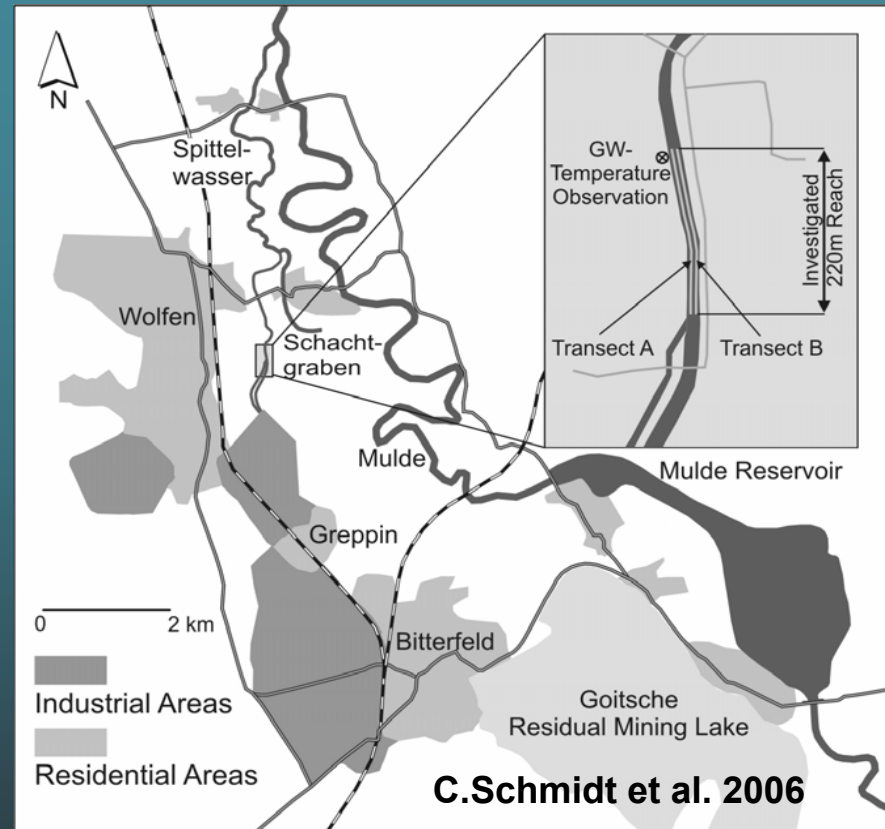 N
Spittel-
wasser
GW-
Temperature
Observation
Investigated
220m Reach
Transect A
Transect B
Wolfen
Schacht-
graben
Mulde
Mulde Reservoir
Greppin
0 2 km
Bitterfeld
Industrial Areas
Goitsche
Residual Mining Lake
Residential Areas
C.Schmidt et al. 2006